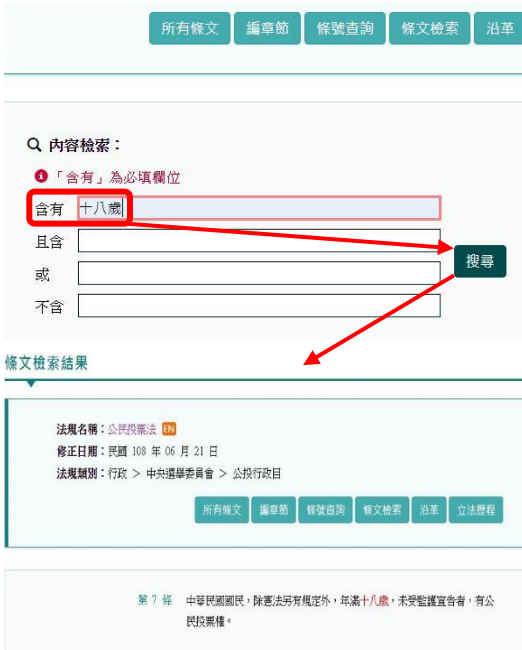 所有條文 編章節 條號查詢 條文檢索 沿革
內容檢索：
「含有」為必填欄位
含有 十八歲
且含
或
搜尋
不含
條文檢索結果
法規名稱：公民投票法 EN
修正日期：民國 108 年 06 月 21 日
法規類別：行政 > 中央選舉委員會 > 公投行政目
所有條文 編章節 條號查詢 條文檢索 沿革 立法歷程
第 7 條 中華民國國民，除憲法另有規定外，年滿十八歲，未受監護宣告者，有公
民投票權。